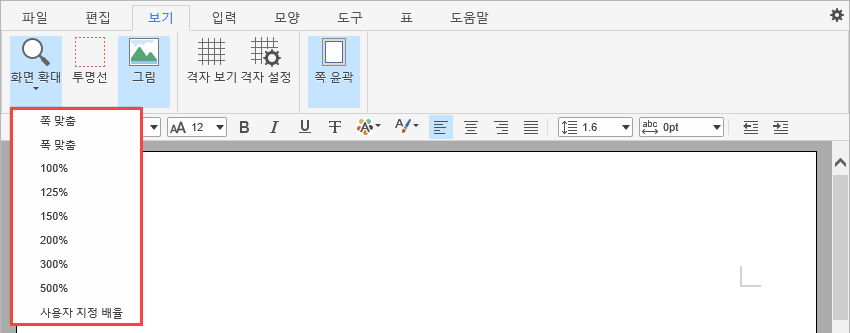 파일 편집 보기 입력 모양 도구 표 도움말
화면 확대 투명선 그림 격자 보기 격자 설정 쪽 윤곽
12 B I U T A A 1.6 abc 0pt
쪽 맞춤
폭 맞춤
100%
125%
150%
200%
300%
500%
사용자 지정 배율